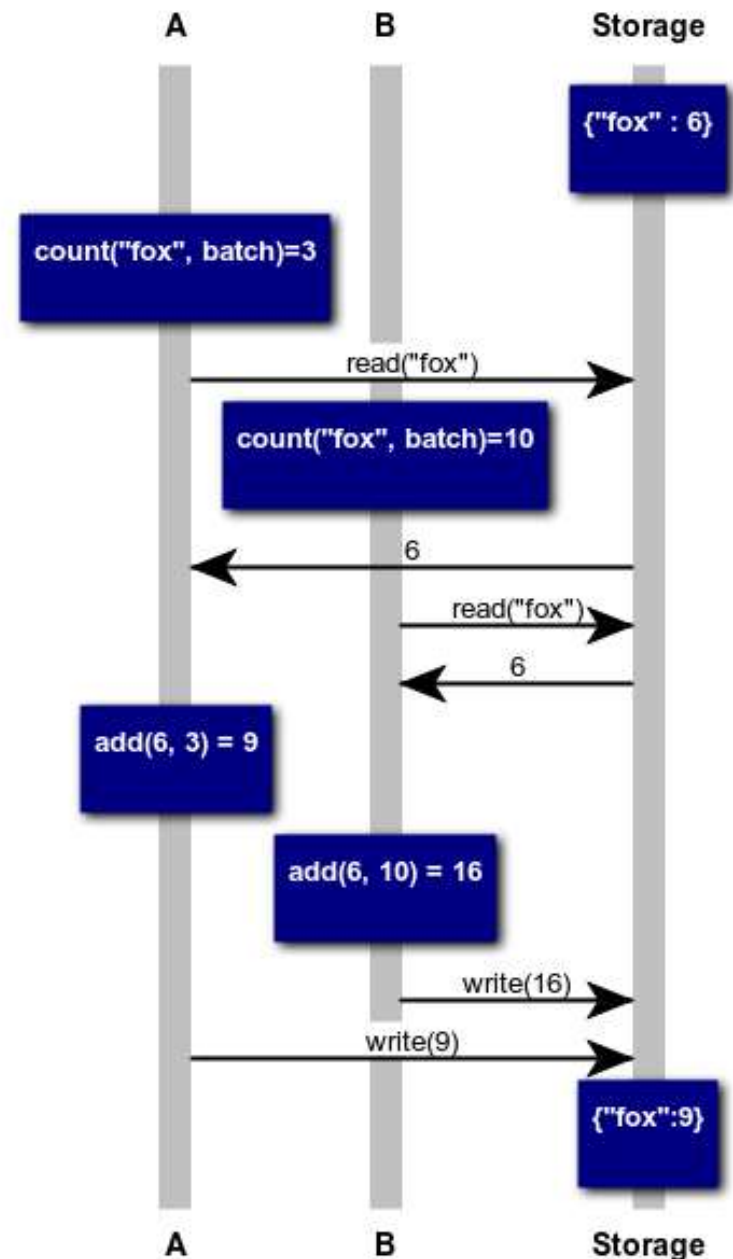 A B Storage
{"fox" : 6}
count("fox", batch)=3
read("fox")
count("fox", batch)=10
6
read("fox")
6
add(6, 3) = 9
add(6, 10) = 16
write(16)
write(9)
{"fox":9}
A B Storage